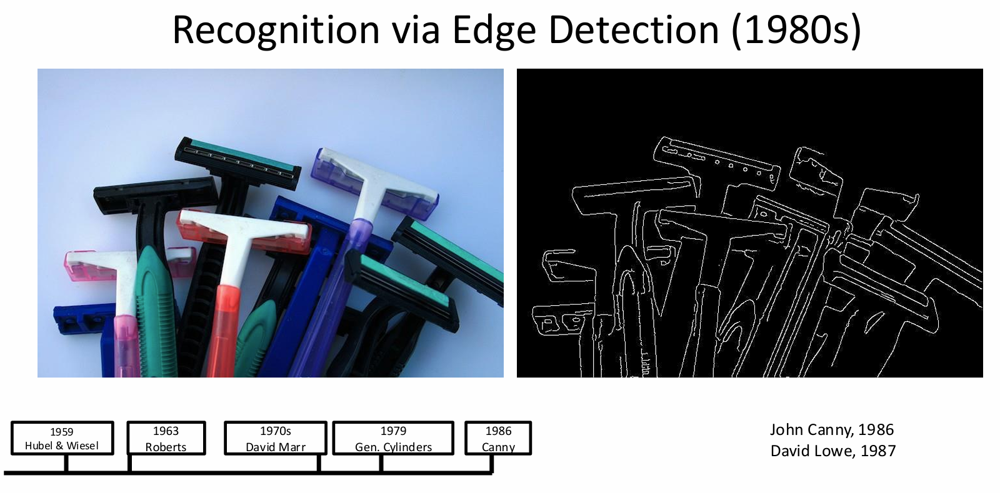 Recognition via Edge Detection (1980s)
1959
Hubel & Wiesel
1963
Roberts
1970s
David Marr
1979
Gen. Cylinders
1986
Canny
John Canny, 1986
David Lowe, 1987